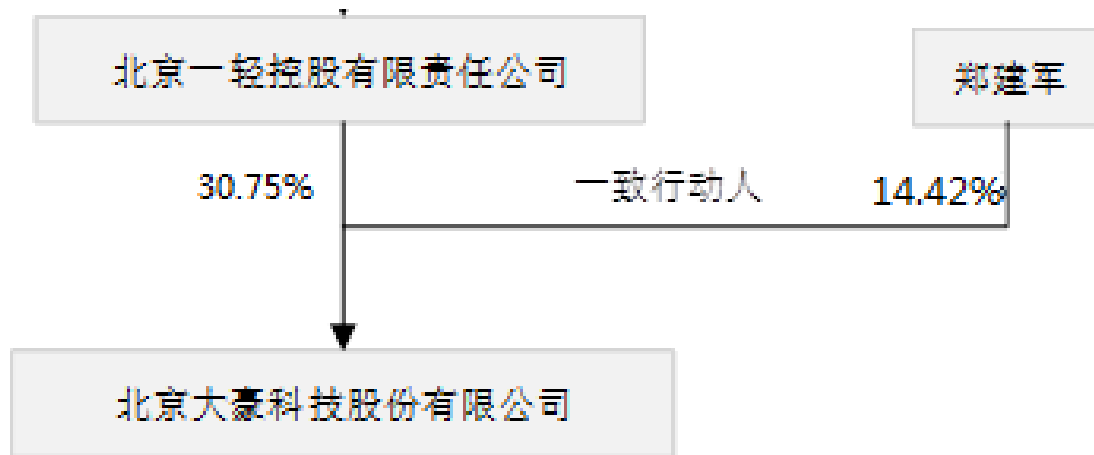 北京一轻控股有限责任公司
郑建军
30.75%
一致行动人
14.42%
北京大豪科技股份有限公司